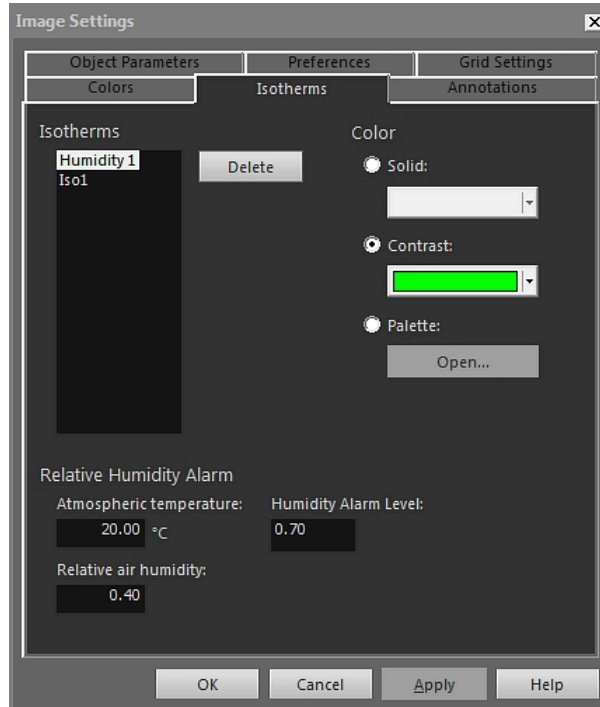 Image Settings
Object Parameters
Preferences
Grid Settings
Colors
Isotherms
Annotations
Isotherms
Humidity 1
Iso1
Delete
Color
Solid:
Contrast:
Palette:
Open...
Relative Humidity Alarm
Atmospheric temperature:
20.00 °C
Humidity Alarm Level:
0.70
Relative air humidity:
0.40
OK
Cancel
Apply
Help